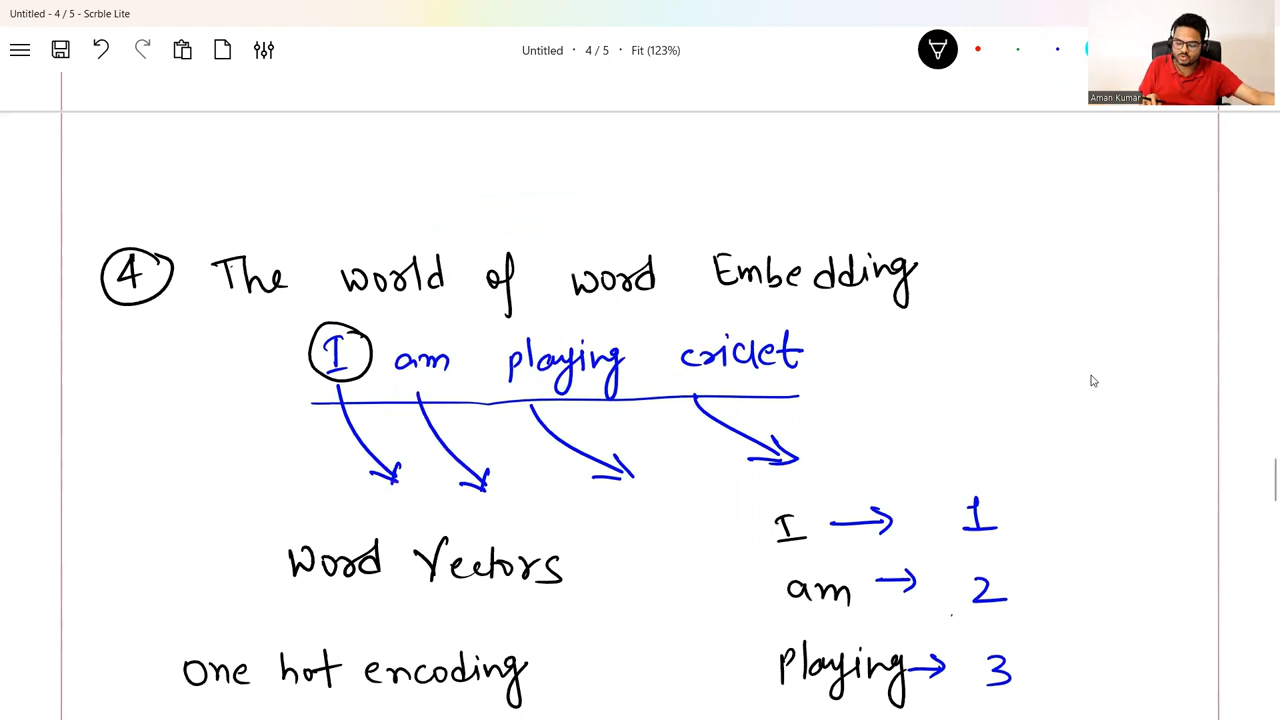 Untitled - 4 / 5 - Scrble Lite
Untitled · 4 / 5 · Fit (123%)
Aman Kumar
4 The world of word Embedding
I am playing cricket
I → 1
Word Vectors
am → 2
One hot encoding
Playing → 3